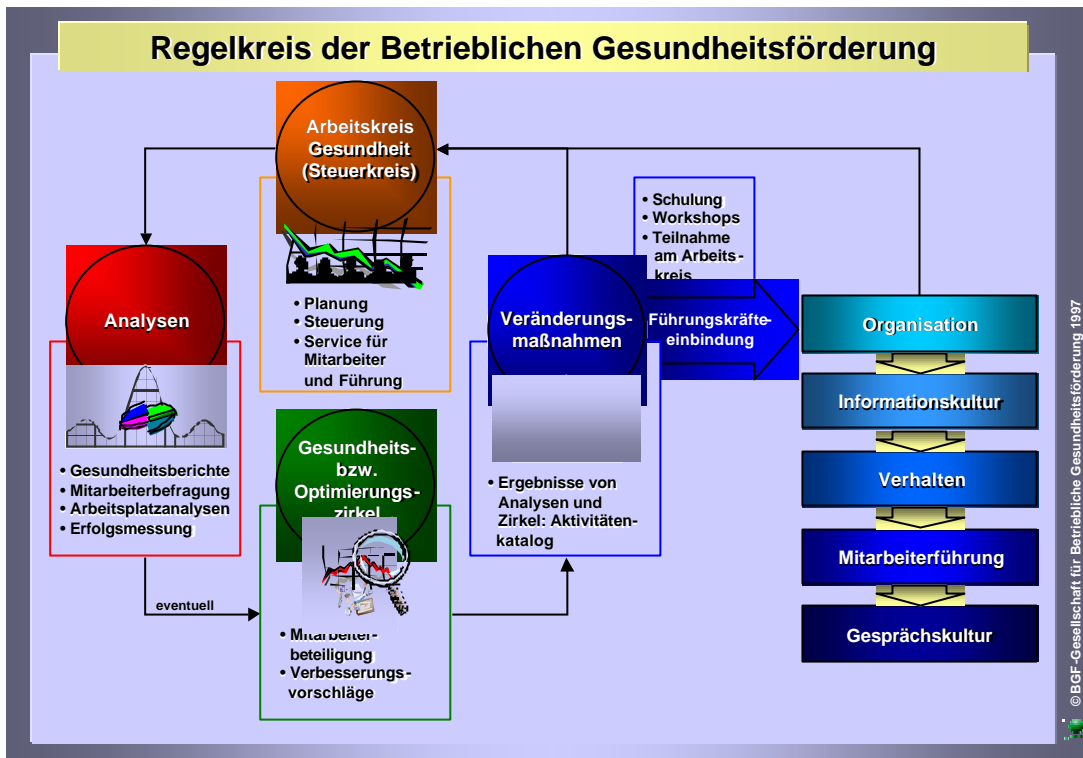 Regelkreis der Betrieblichen Gesundheitsförderung
Arbeitskreis
Gesundheit
(Steuerkreis)
• Planung
• Steuerung
• Service für
Mitarbeiter
und Führung
Analysen
• Gesundheitsberichte
• Mitarbeiterbefragung
• Arbeitsplatzanalysen
• Erfolgsmessung
eventuell
Gesundheits-
bzw.
Optimierungs-
zirkel
• Mitarbeiter-
beteiligung
• Verbesserungs-
vorschläge
Veränderungs-
maßnahmen
• Ergebnisse von
Analysen und
Zirkel: Aktivitäten-
katalog
• Schulung
• Workshops
• Teilnahme
am Arbeits-
kreis
Führungskräfte-
einbindung
Organisation
Informationskultur
Verhalten
Mitarbeiterführung
Gesprächskultur
© BGF-Gesellschaft für Betriebliche Gesundheitsförderung 1997